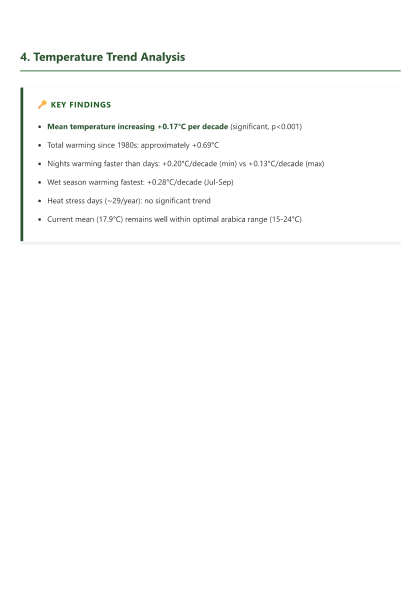 4. Temperature Trend Analysis
🔑 KEY FINDINGS
• Mean temperature increasing +0.17°C per decade (significant, p<0.001)
• Total warming since 1980s: approximately +0.69°C
• Nights warming faster than days: +0.20°C/decade (min) vs +0.13°C/decade (max)
• Wet season warming fastest: +0.28°C/decade (Jul-Sep)
• Heat stress days (~29/year): no significant trend
• Current mean (17.9°C) remains well within optimal arabica range (15-24°C)